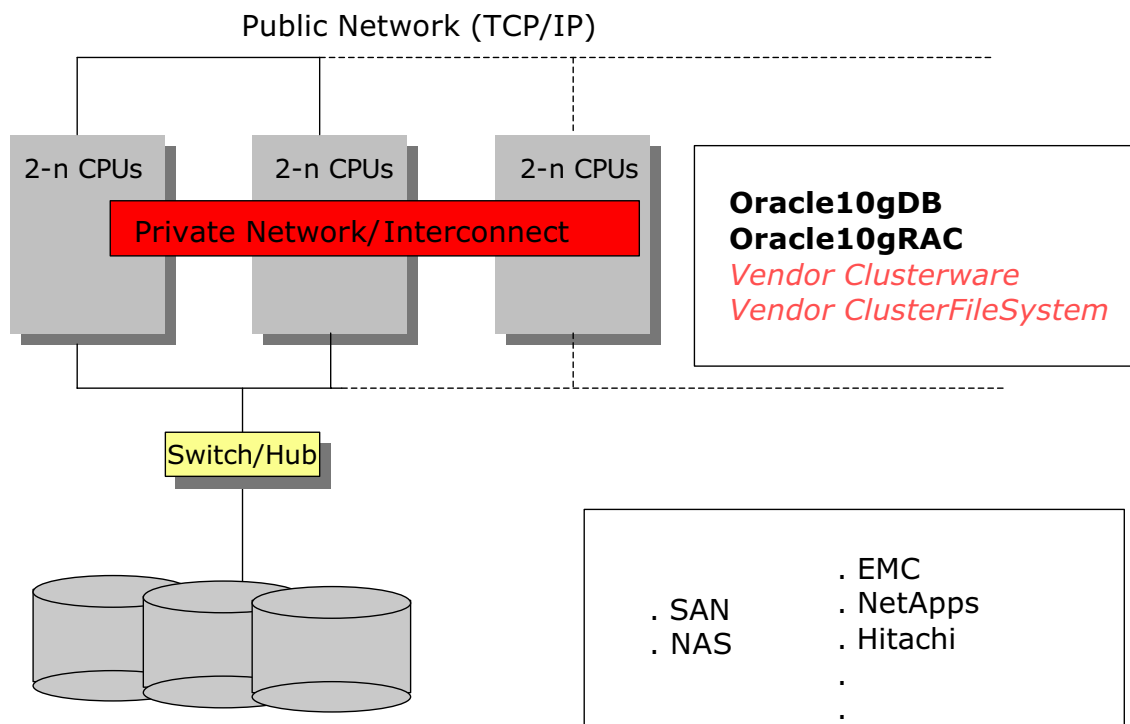 Public Network (TCP/IP)
2-n CPUs
2-n CPUs
2-n CPUs
Private Network/Interconnect
Oracle10gDB
Oracle10gRAC
Vendor Clusterware
Vendor ClusterFileSystem
Switch/Hub
. SAN
. NAS
. EMC
. NetApps
. Hitachi
.
.